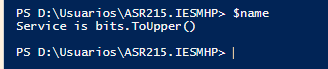 PS D:\Usuarios\ASR215.IESMHP> $name
Service is bits.ToUpper()
PS D:\Usuarios\ASR215.IESMHP>